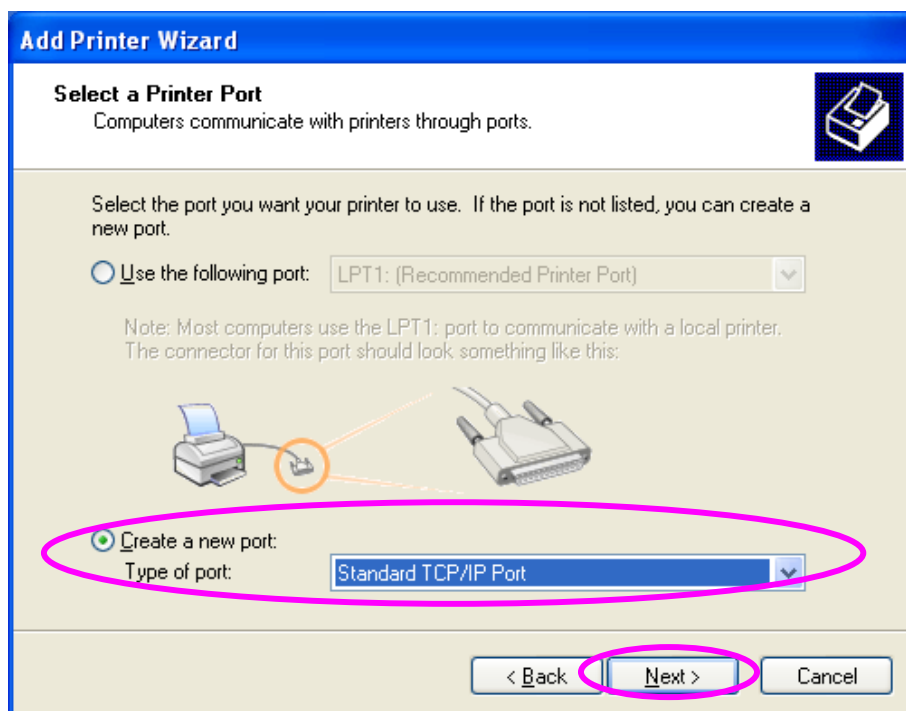 Add Printer Wizard
Select a Printer Port
Computers communicate with printers through ports.
Select the port you want your printer to use. If the port is not listed, you can create a
new port.
Use the following port: LPT1: (Recommended Printer Port)
Note: Most computers use the LPT1: port to communicate with a local printer.
The connector for this port should look something like this:
Create a new port:
Type of port: Standard TCP/IP Port
< Back Next > Cancel